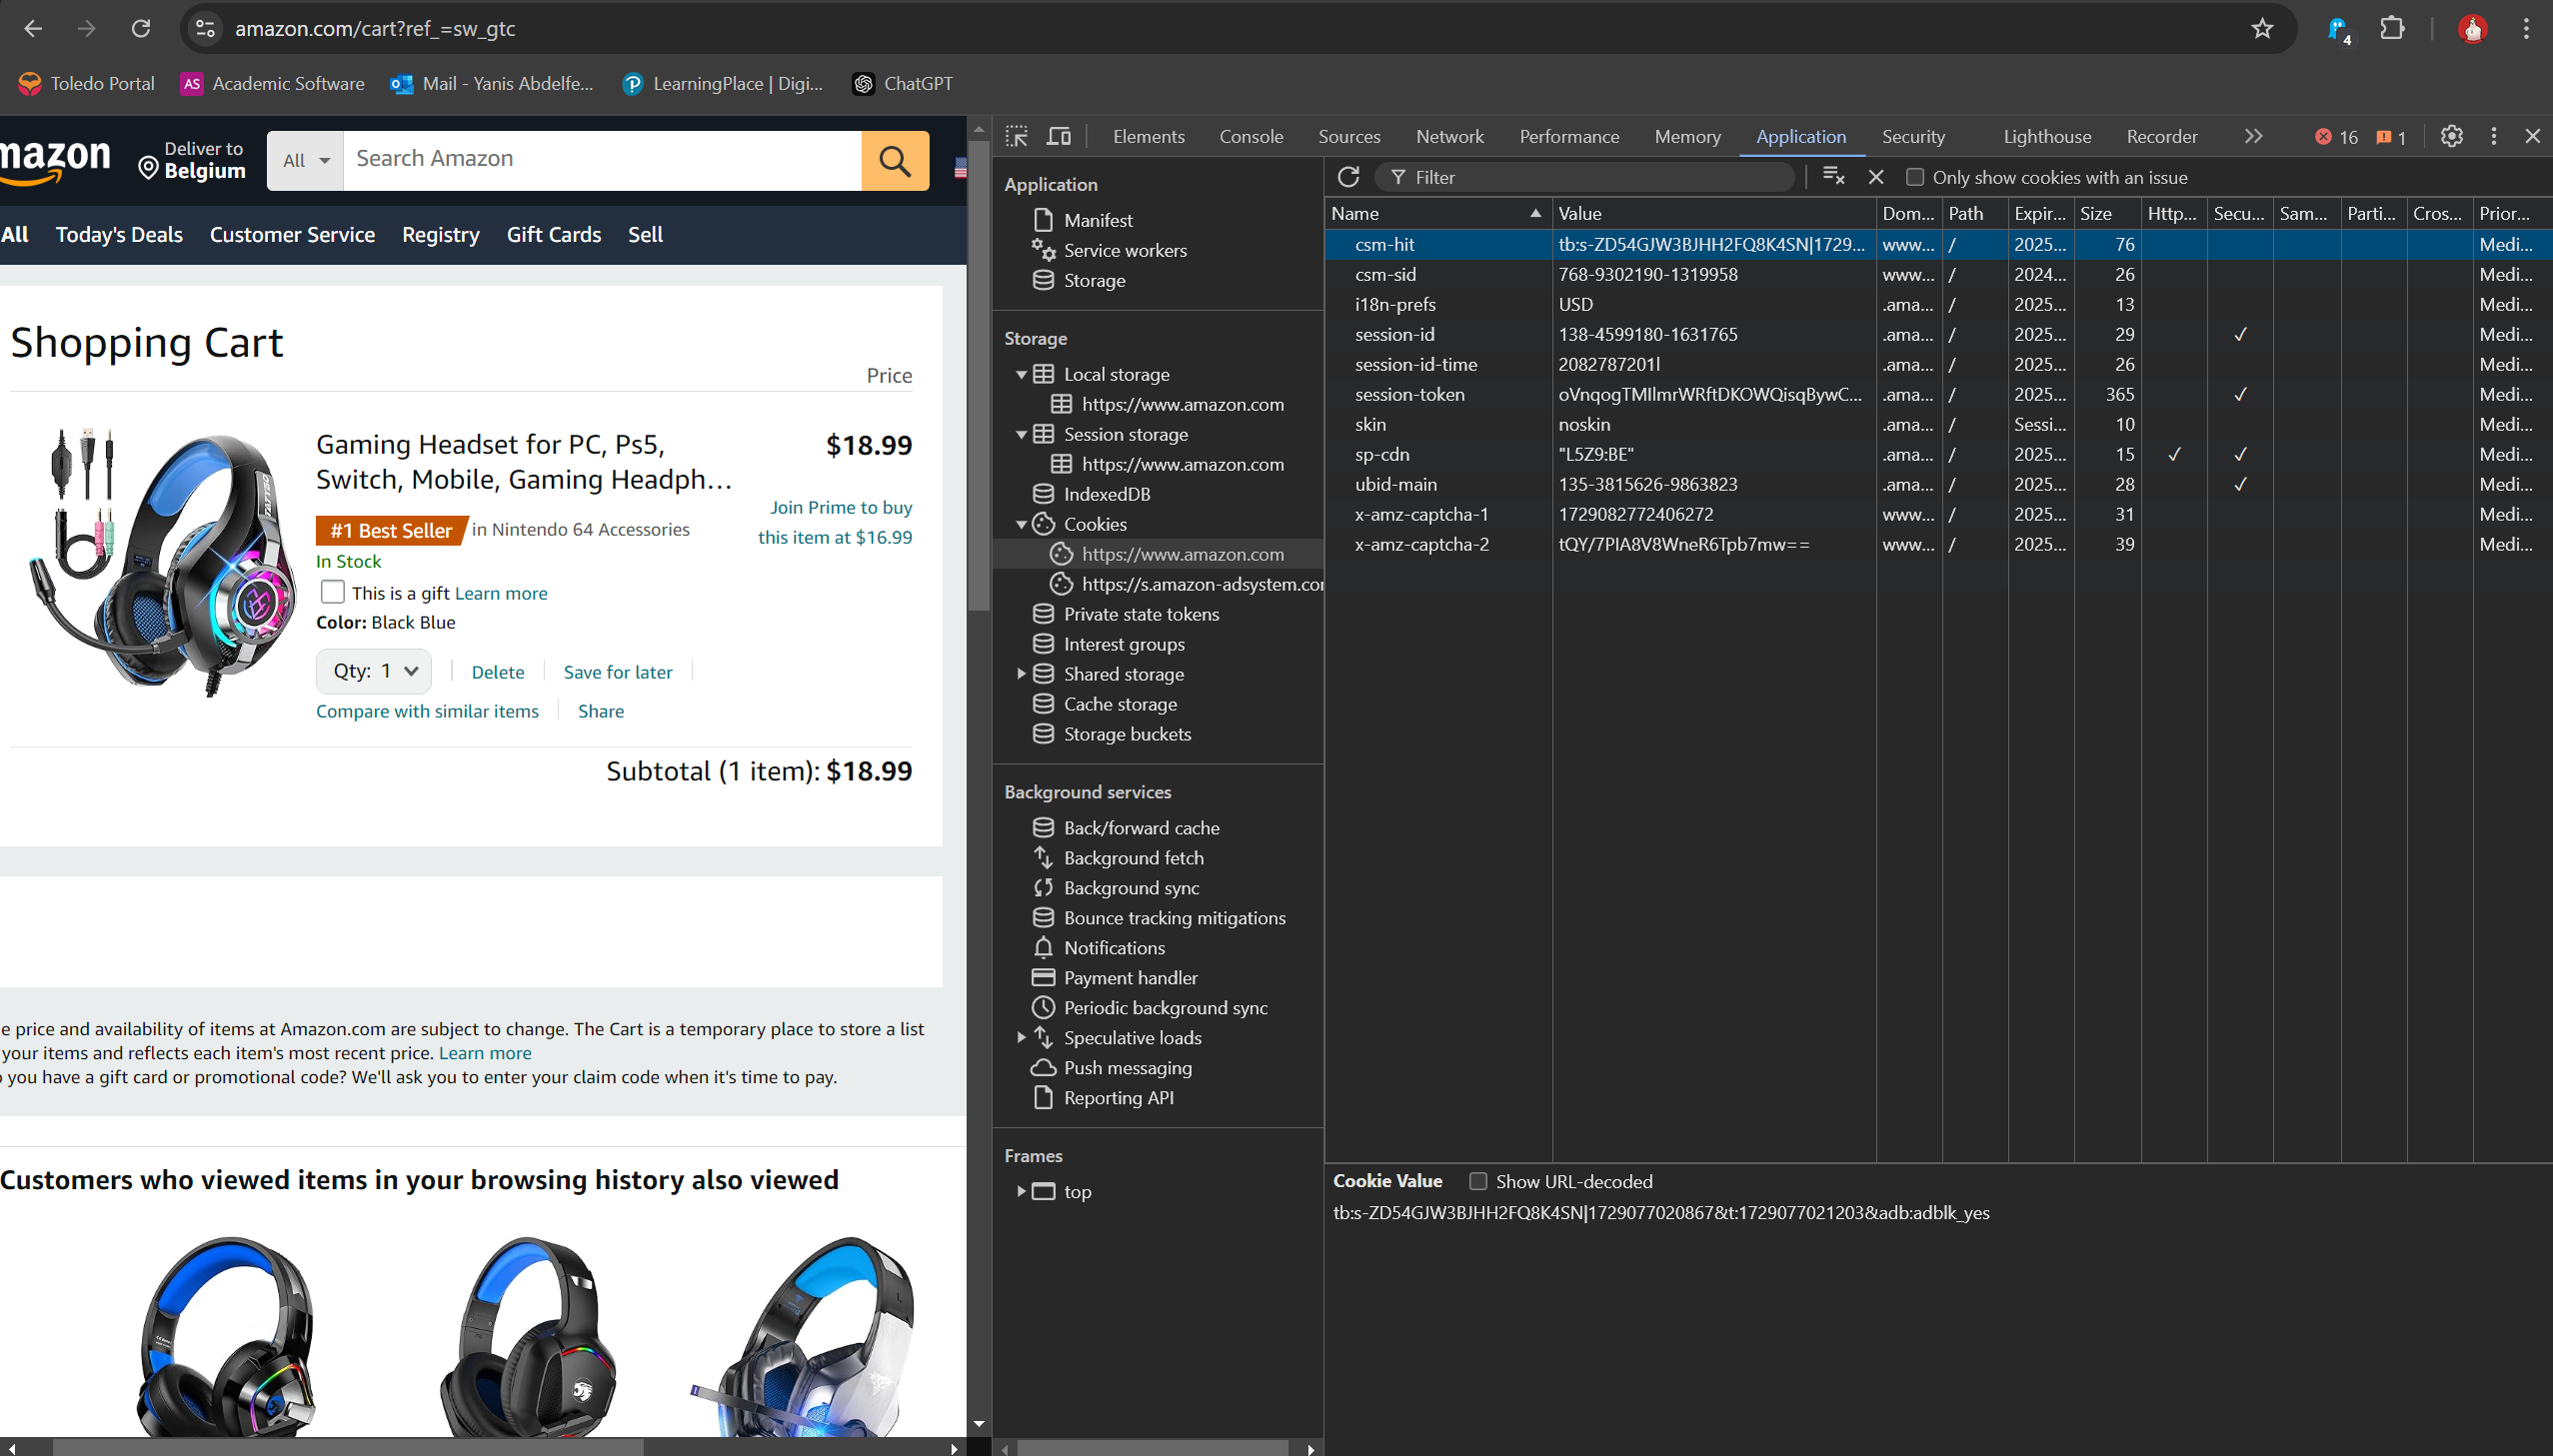 amazon.com/cart?ref_=sw_gtc
4
Toledo Portal
AS Academic Software
Mail - Yanis Abdelfe...
LearningPlace | Digi...
ChatGPT
mazon
Deliver to
Belgium
All
Search Amazon
All
Today's Deals
Customer Service
Registry
Gift Cards
Sell
Shopping Cart
Price
Gaming Headset for PC, Ps5,
Switch, Mobile, Gaming Headph…
$18.99
Join Prime to buy
this item at $16.99
#1 Best Seller in Nintendo 64 Accessories
In Stock
This is a gift Learn more
Color: Black Blue
Qty: 1
Delete
Save for later
Compare with similar items
Share
Subtotal (1 item): $18.99
e price and availability of items at Amazon.com are subject to change. The Cart is a temporary place to store a list
your items and reflects each item's most recent price. Learn more
o you have a gift card or promotional code? We'll ask you to enter your claim code when it's time to pay.
Customers who viewed items in your browsing history also viewed
Elements
Console
Sources
Network
Performance
Memory
Application
Security
Lighthouse
Recorder
16
1
Application
Manifest
Service workers
Storage
Storage
Local storage
https://www.amazon.com
Session storage
https://www.amazon.com
IndexedDB
Cookies
https://www.amazon.com
https://s.amazon-adsystem.cor
Private state tokens
Interest groups
Shared storage
Cache storage
Storage buckets
Background services
Back/forward cache
Background fetch
Background sync
Bounce tracking mitigations
Notifications
Payment handler
Periodic background sync
Speculative loads
Push messaging
Reporting API
Frames
top
Filter
Only show cookies with an issue
Name Value Dom... Path Expir... Size Http... Secu... Sam... Parti... Cros... Prior...
csm-hit tb:s-ZD54GJW3BJHH2FQ8K4SN|1729... www... / 2025... 76 Medi...
csm-sid 768-9302190-1319958 www... / 2024... 26 Medi...
i18n-prefs USD .ama... / 2025... 13 Medi...
session-id 138-4599180-1631765 .ama... / 2025... 29 ✓ Medi...
session-id-time 2082787201l .ama... / 2025... 26 Medi...
session-token oVnqogTMIlmrWRftDKOWQisqBywC... .ama... / 2025... 365 ✓ Medi...
skin noskin .ama... / Sessi... 10 Medi...
sp-cdn "L5Z9:BE" .ama... / 2025... 15 ✓ ✓ Medi...
ubid-main 135-3815626-9863823 .ama... / 2025... 28 ✓ Medi...
x-amz-captcha-1 1729082772406272 www... / 2025... 31 Medi...
x-amz-captcha-2 tQY/7PIA8V8WneR6Tpb7mw== www... / 2025... 39 Medi...
Cookie Value
Show URL-decoded
tb:s-ZD54GJW3BJHH2FQ8K4SN|1729077020867&t:1729077021203&adb:adblk_yes